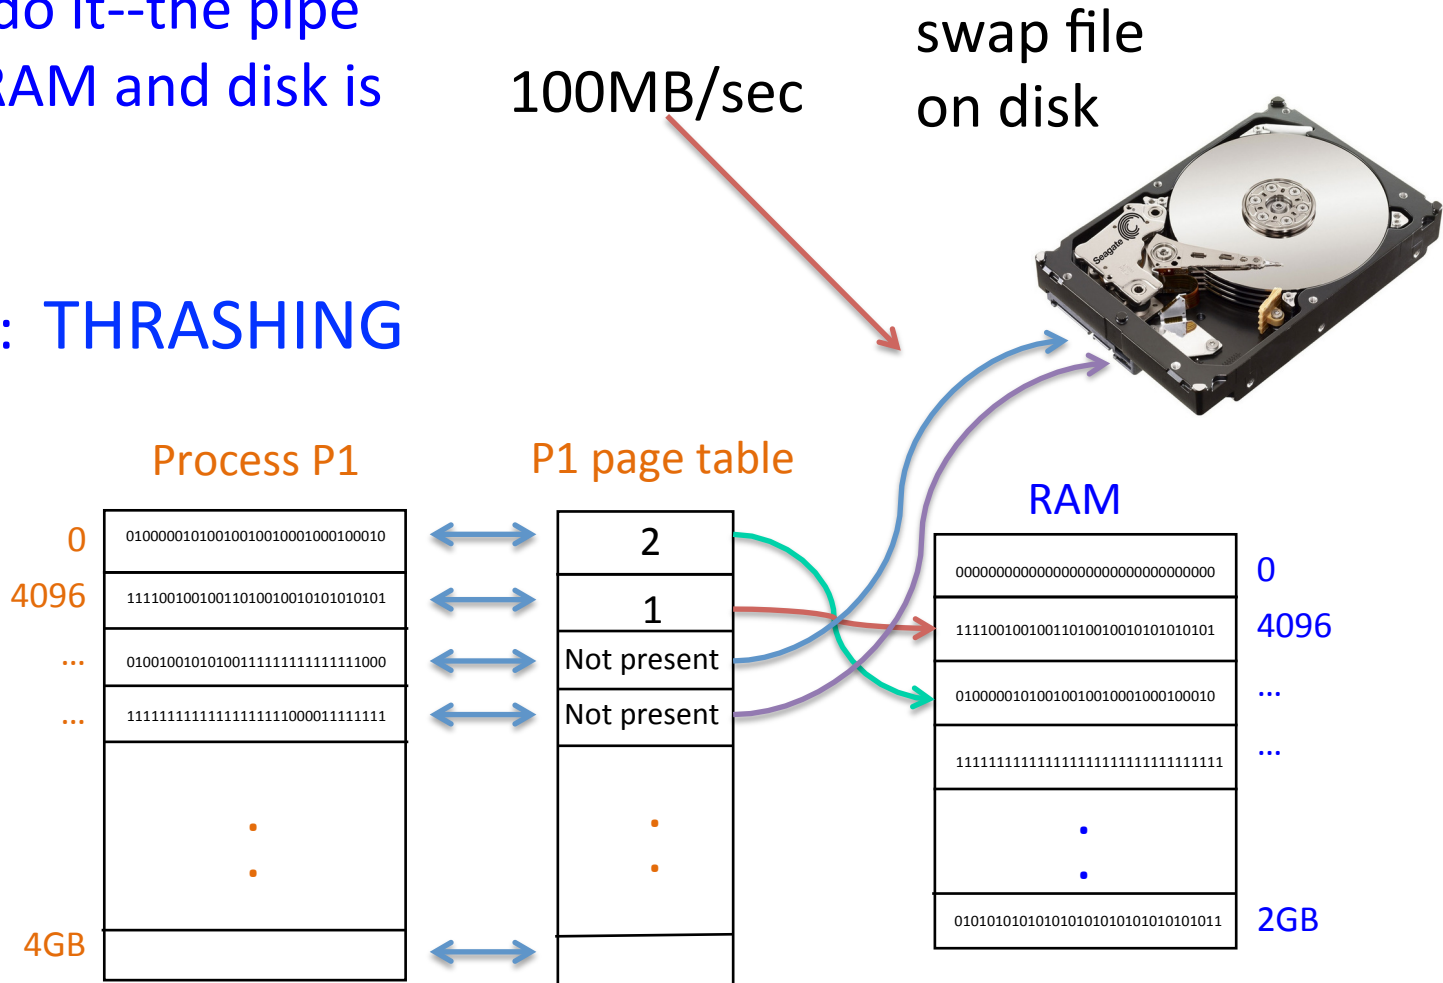 do it--the pipe
RAM and disk is
100MB/sec
swap file
on disk
Seagate
: THRASHING
Process P1
P1 page table
RAM
0
4096
...
...
4GB
01000001010010010010001000100010
11110010010011010010010101010101
01001001010100111111111111111000
11111111111111111111000011111111
2
1
Not present
Not present
00000000000000000000000000000000
11110010010011010010010101010101
01000001010010010010001000100010
11111111111111111111111111111111
01010101010101010101010101010011
0
4096
...
...
2GB